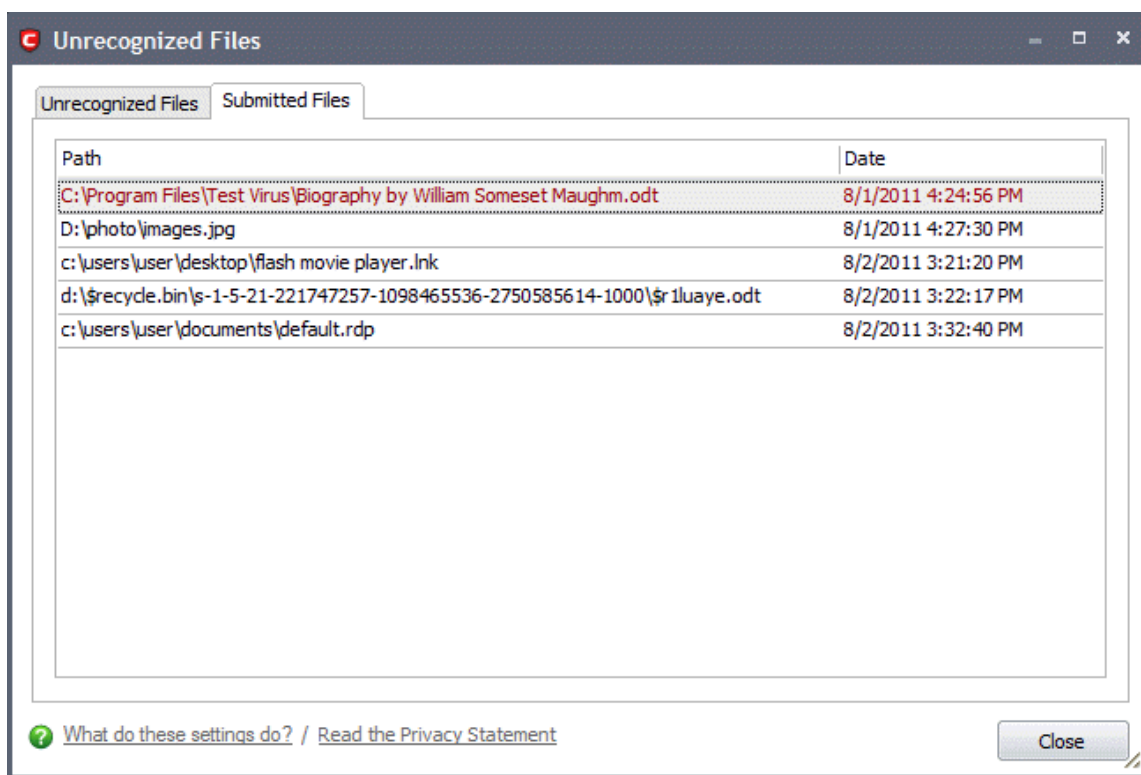 Unrecognized Files
Unrecognized Files Submitted Files
Path Date
C:\Program Files\Test Virus\Biography by William Someset Maughm.odt 8/1/2011 4:24:56 PM
D:\photo\images.jpg 8/1/2011 4:27:30 PM
c:\users\user\desktop\flash movie player.lnk 8/2/2011 3:21:20 PM
d:\$recycle.bin\s-1-5-21-221747257-1098465536-2750585614-1000\$r1luaye.odt 8/2/2011 3:22:17 PM
c:\users\user\documents\default.rdp 8/2/2011 3:32:40 PM
What do these settings do? / Read the Privacy Statement
Close